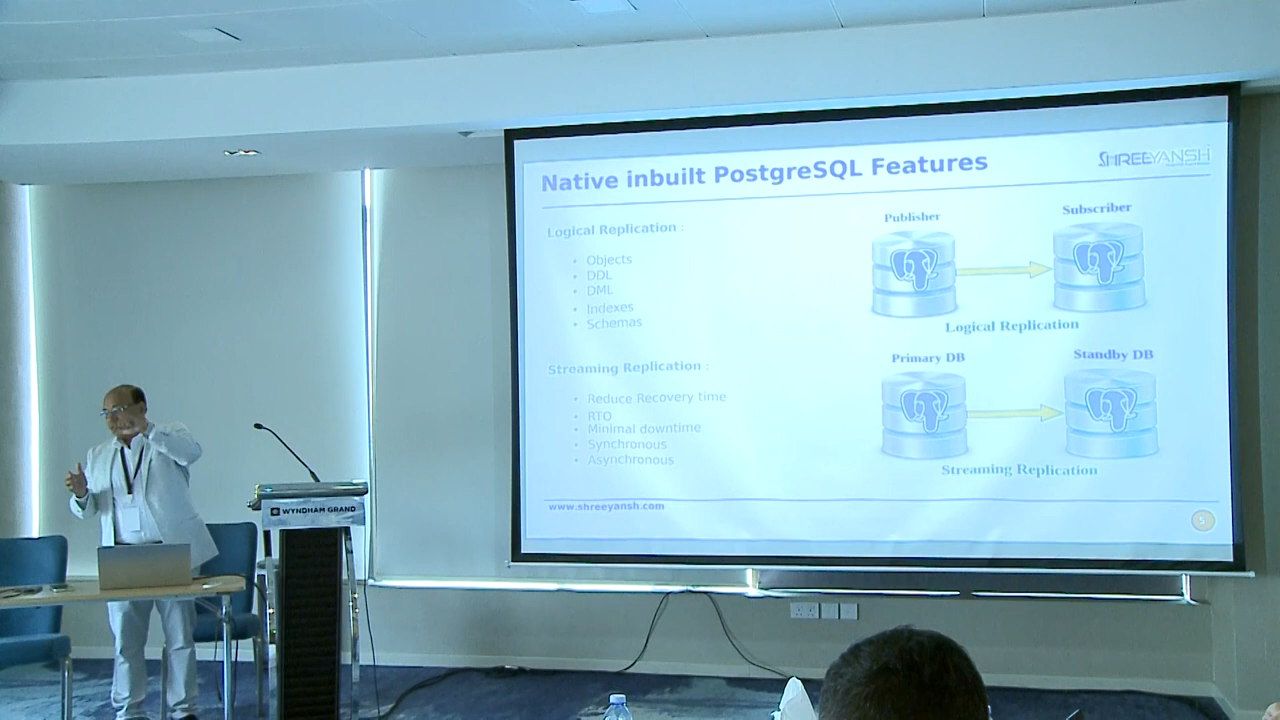 Native inbuilt PostgreSQL Features
SHREEYANSH
Logical Replication :
• Objects
• DDL
• DML
• Indexes
• Schemas
Publisher
Subscriber
Logical Replication
Streaming Replication :
• Reduce Recovery time
• RTO
• Minimal downtime
• Synchronous
• Asynchronous
Primary DB
Standby DB
Streaming Replication
www.shreeyansh.com
5
WYNDHAM GRAND